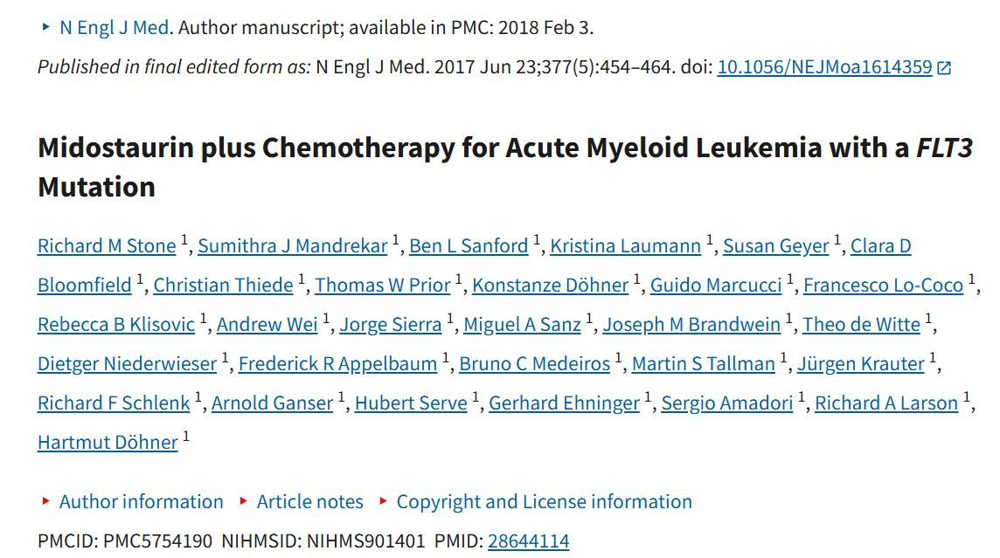 N Engl J Med. Author manuscript; available in PMC: 2018 Feb 3.
Published in final edited form as: N Engl J Med. 2017 Jun 23;377(5):454–464. doi: 10.1056/NEJMoa1614359
Midostaurin plus Chemotherapy for Acute Myeloid Leukemia with a FLT3
Mutation
Richard M Stone 1, Sumithra J Mandrekar 1, Ben L Sanford 1, Kristina Laumann 1, Susan Geyer 1, Clara D
Bloomfield 1, Christian Thiede 1, Thomas W Prior 1, Konstanze Döhner 1, Guido Marcucci 1, Francesco Lo-Coco 1,
Rebecca B Klisovic 1, Andrew Wei 1, Jorge Sierra 1, Miguel A Sanz 1, Joseph M Brandwein 1, Theo de Witte 1,
Dietger Niederwieser 1, Frederick R Appelbaum 1, Bruno C Medeiros 1, Martin S Tallman 1, Jürgen Krauter 1,
Richard F Schlenk 1, Arnold Ganser 1, Hubert Serve 1, Gerhard Ehninger 1, Sergio Amadori 1, Richard A Larson 1,
Hartmut Döhner 1
Author information Article notes Copyright and License information
PMCID: PMC5754190 NIHMSID: NIHMS901401 PMID: 28644114